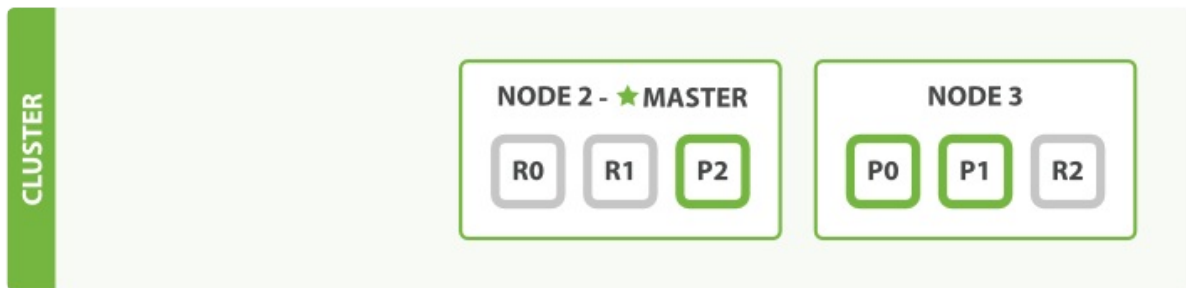 CLUSTER
NODE 2 - ★ MASTER
R0 R1 P2
NODE 3
P0 P1 R2